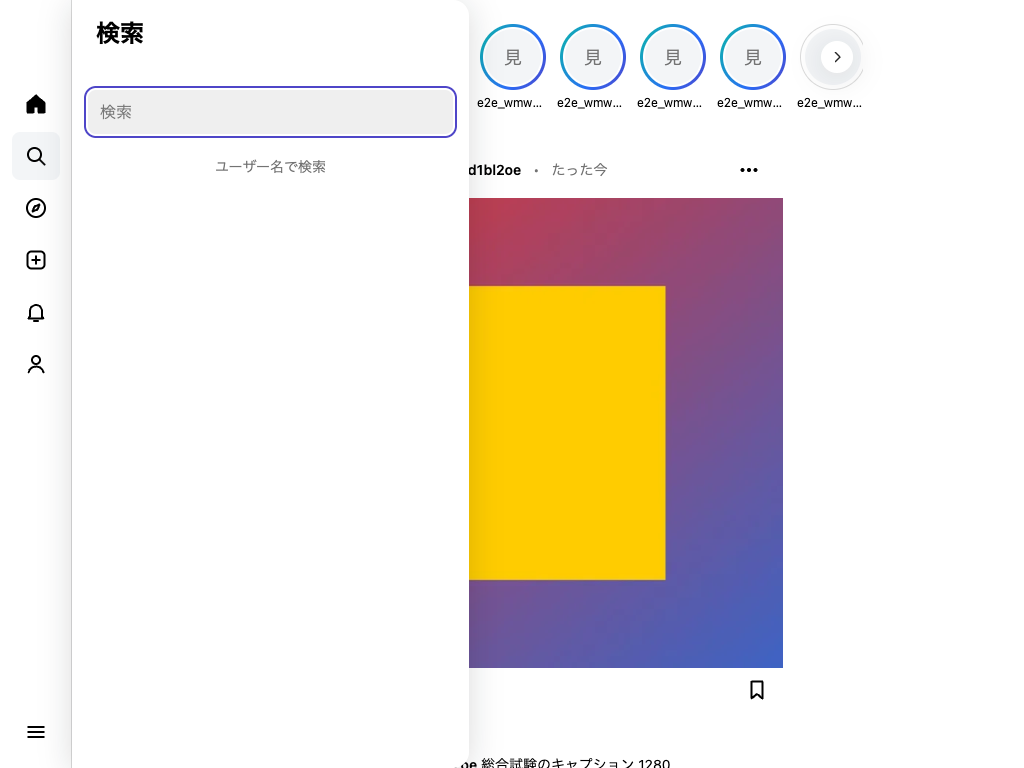 検索
検索
ユーザー名で検索
見 見 見 見
e2e_wmw... e2e_wmw... e2e_wmw... e2e_wmw... e2e_wmw...
d1bl2oe • たった今
oe 総合試験のキャプション 1280